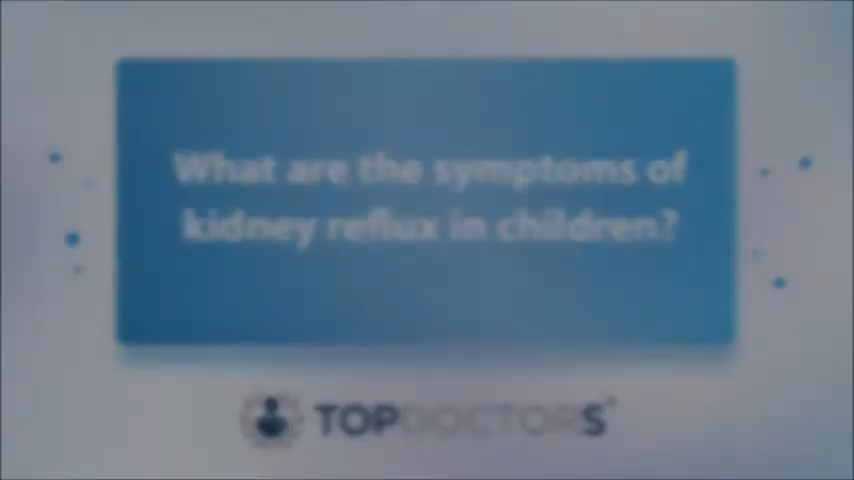 What are the symptoms of
kidney reflux in children?
TOPDOCTORS